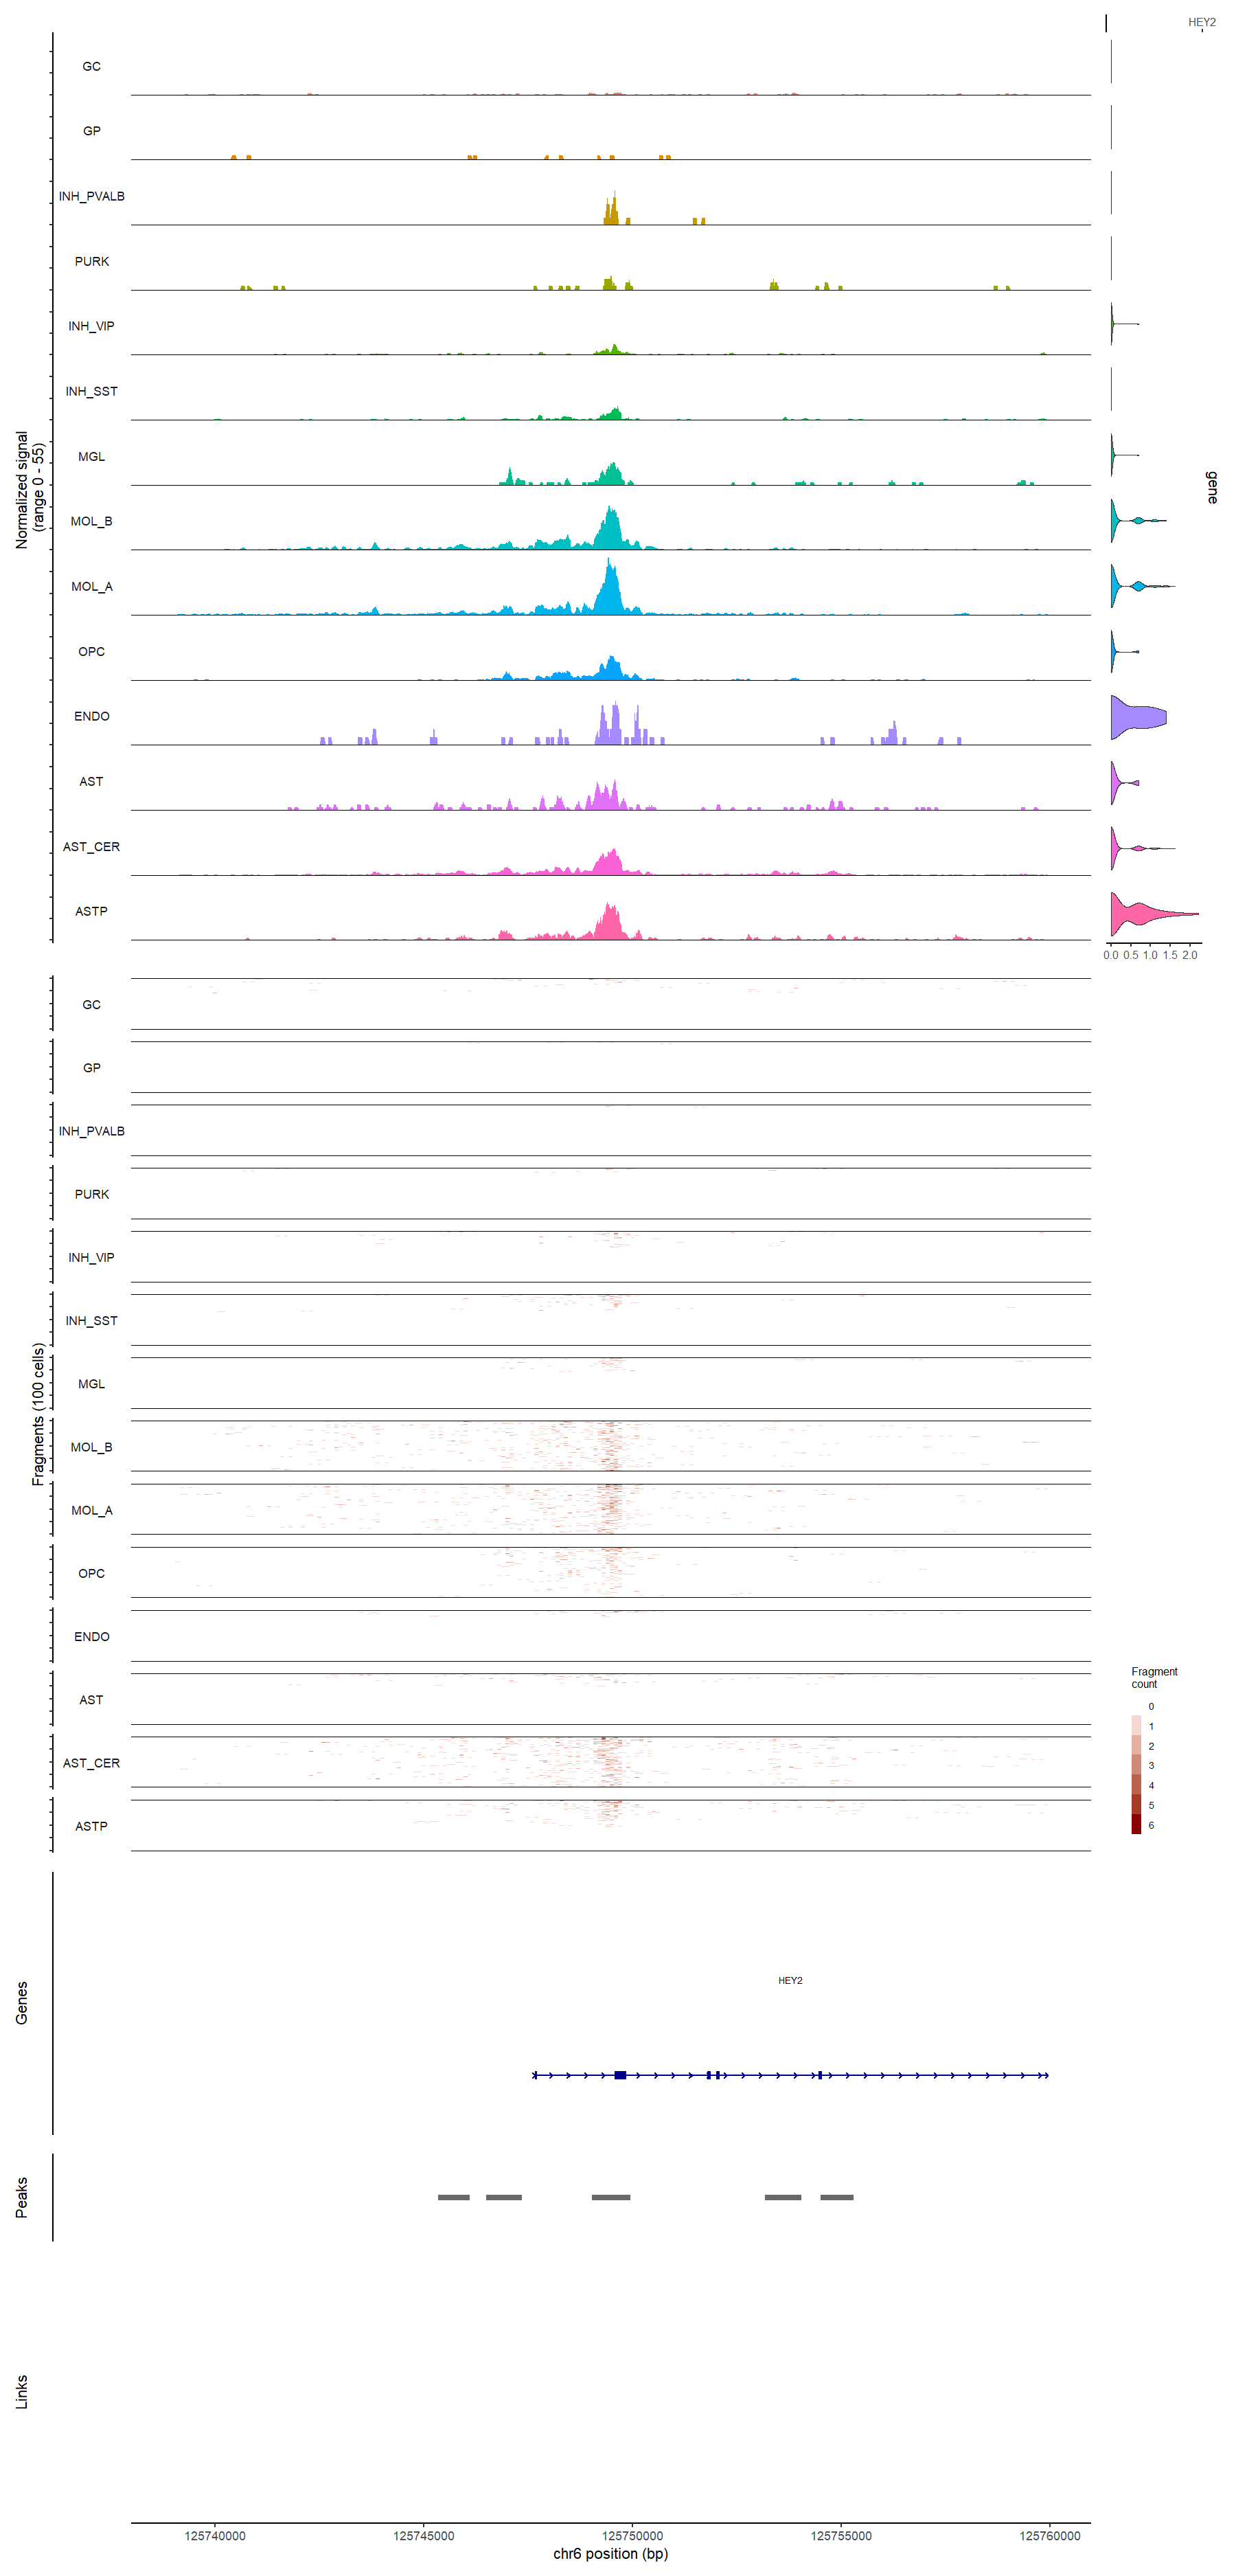 HEY2
GC
GP
INH_PVALB
PURK
INH_VIP
INH_SST
MGL
MOL_B
MOL_A
OPC
ENDO
AST
AST_CER
ASTP
Normalized signal
(range 0 - 55)
gene
0.0 0.5 1.0 1.5 2.0
GC
GP
INH_PVALB
PURK
INH_VIP
INH_SST
MGL
MOL_B
MOL_A
OPC
ENDO
AST
AST_CER
ASTP
Fragments (100 cells)
Fragment
count
0
1
2
3
4
5
6
Genes
HEY2
Peaks
Links
125740000 125745000 125750000 125755000 125760000
chr6 position (bp)